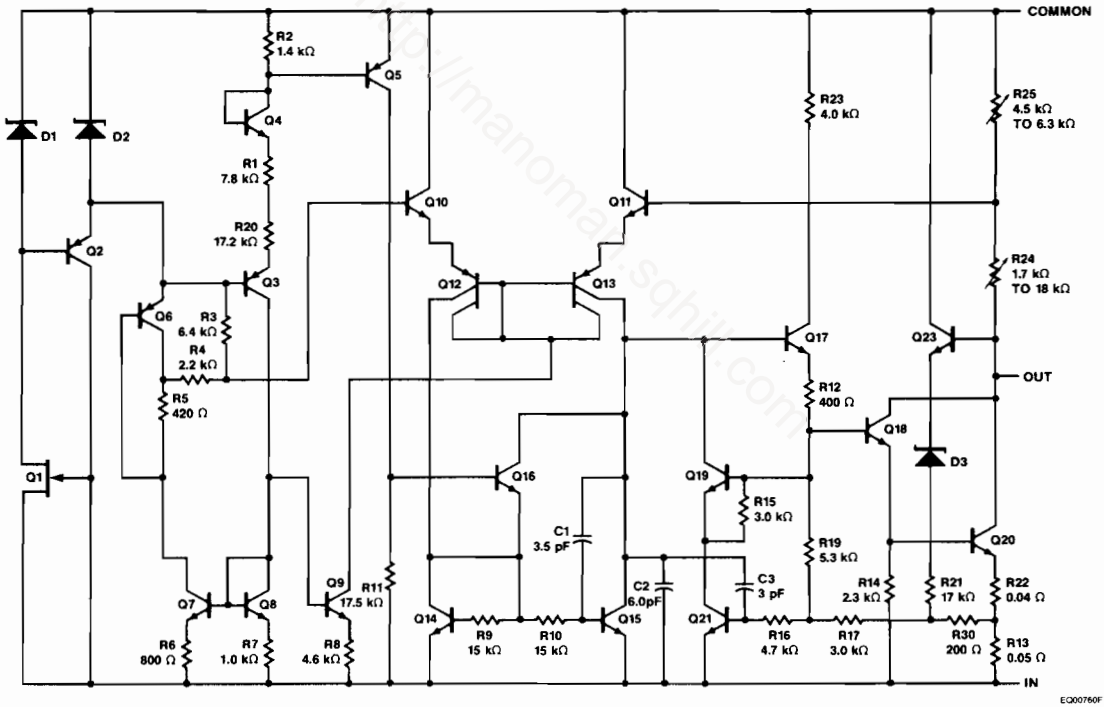 COMMON
R2
1.4 kΩ
Q5
Q4
R23
4.0 kΩ
R25
4.5 kΩ
TO 6.3 kΩ
D1
D2
R1
7.8 kΩ
Q10
Q11
Q2
R20
17.2 kΩ
Q3
Q12
Q13
R24
1.7 kΩ
TO 18 kΩ
Q6
R3
6.4 kΩ
Q17
Q23
R4
2.2 kΩ
OUT
R5
420 Ω
R12
400 Ω
Q18
D3
Q1
Q16
Q19
R15
3.0 kΩ
C1
3.5 pF
R19
5.3 kΩ
Q20
Q7
Q8
Q9
R11
17.5 kΩ
C2
6.0pF
C3
3 pF
R14
2.3 kΩ
R21
17 kΩ
R22
0.04 Ω
Q14
R9
15 kΩ
R10
15 kΩ
Q15
Q21
R16
4.7 kΩ
R17
3.0 kΩ
R30
200 Ω
R13
0.05 Ω
R6
800 Ω
R7
1.0 kΩ
R8
4.6 kΩ
IN
EQ00760F
http://manoman.sqhill.com